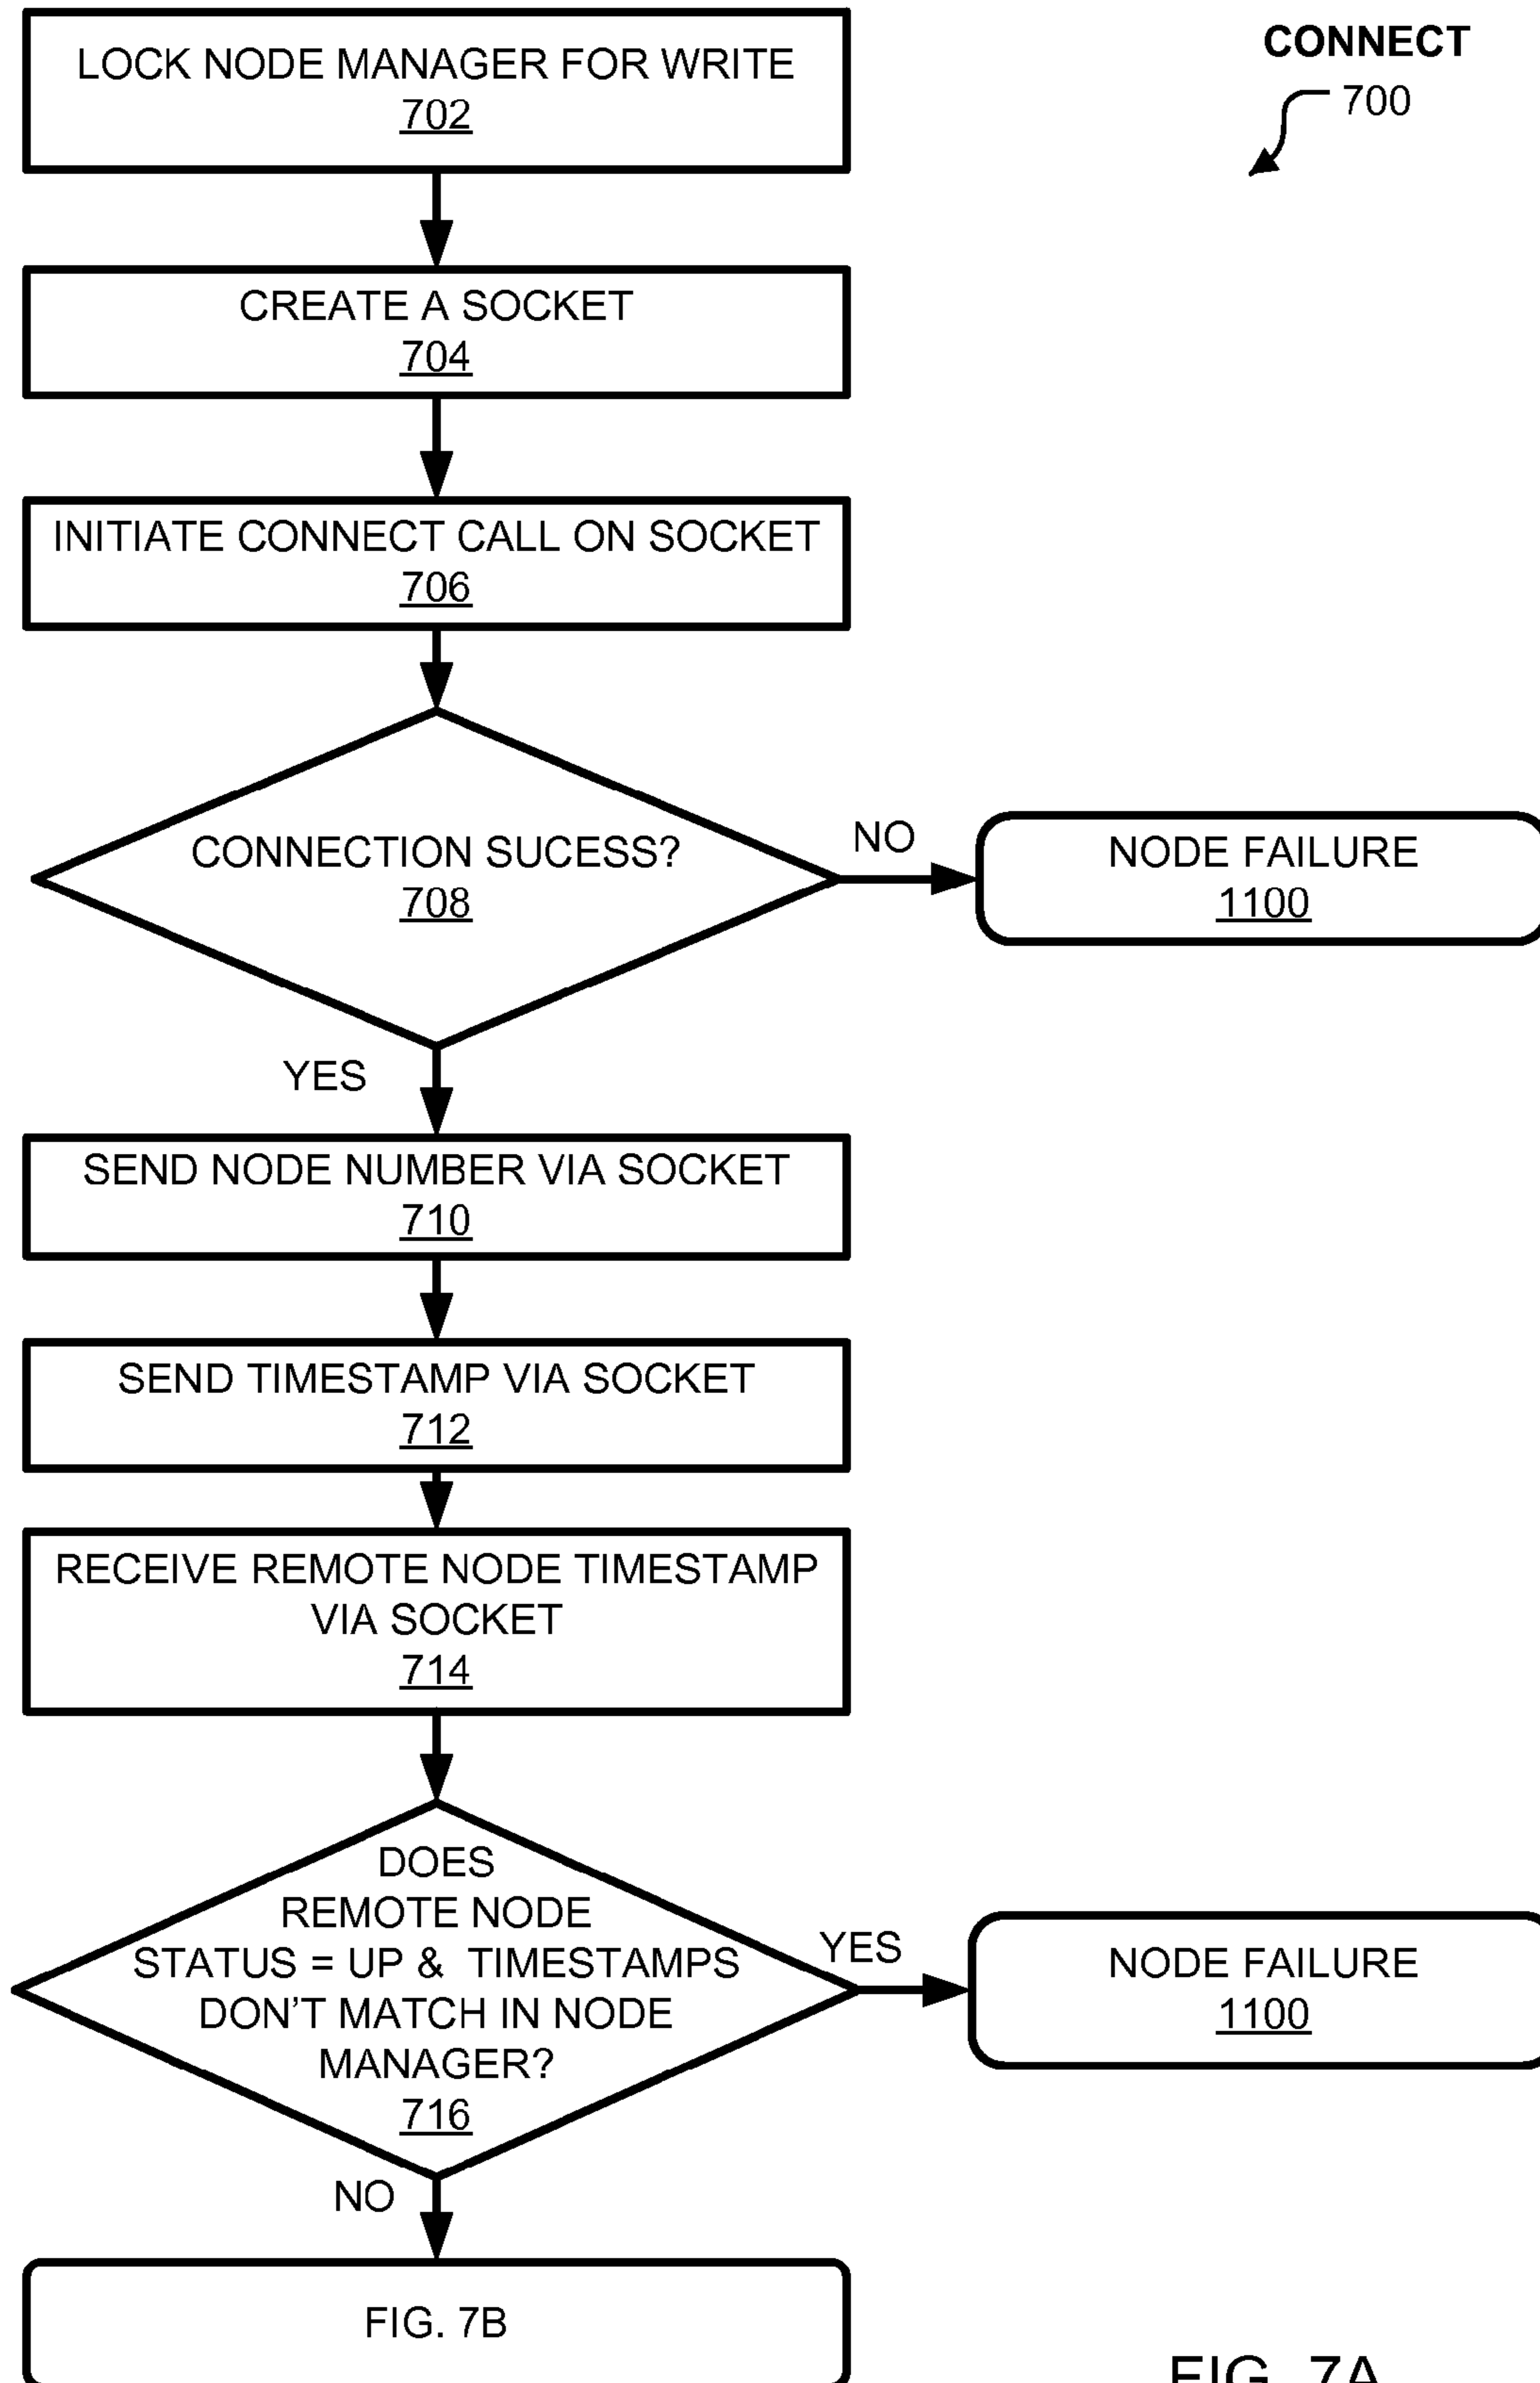 CONNECT
700
LOCK NODE MANAGER FOR WRITE
702
CREATE A SOCKET
704
INITIATE CONNECT CALL ON SOCKET
706
CONNECTION SUCESS?
708
NO
NODE FAILURE
1100
YES
SEND NODE NUMBER VIA SOCKET
710
SEND TIMESTAMP VIA SOCKET
712
RECEIVE REMOTE NODE TIMESTAMP
VIA SOCKET
714
DOES
REMOTE NODE
STATUS = UP & TIMESTAMPS
DON'T MATCH IN NODE
MANAGER?
716
YES
NODE FAILURE
1100
NO
FIG. 7B
FIG. 7A